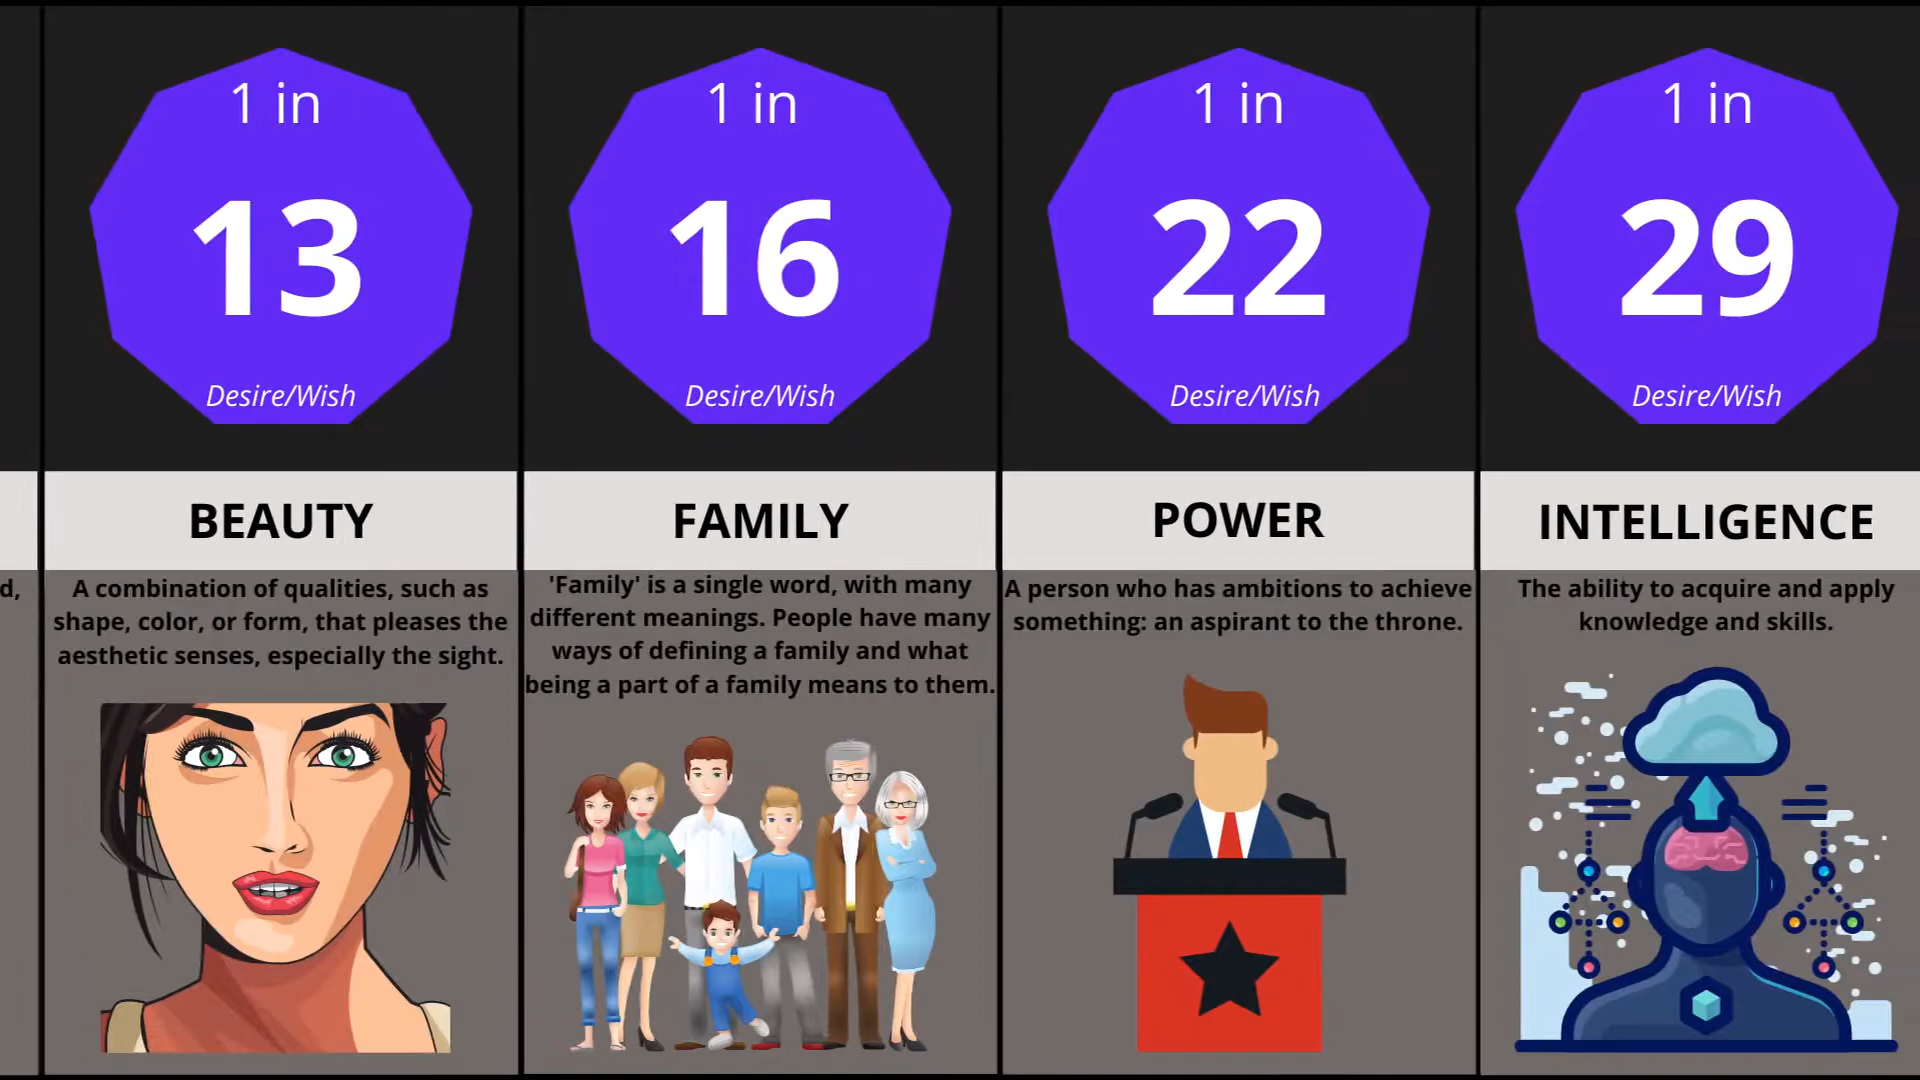 1 in
13
Desire/Wish
BEAUTY
A combination of qualities, such as
shape, color, or form, that pleases the
aesthetic senses, especially the sight.
1 in
16
Desire/Wish
FAMILY
'Family' is a single word, with many
different meanings. People have many
ways of defining a family and what
being a part of a family means to them.
1 in
22
Desire/Wish
POWER
A person who has ambitions to achieve
something: an aspirant to the throne.
1 in
29
Desire/Wish
INTELLIGENCE
The ability to acquire and apply
knowledge and skills.